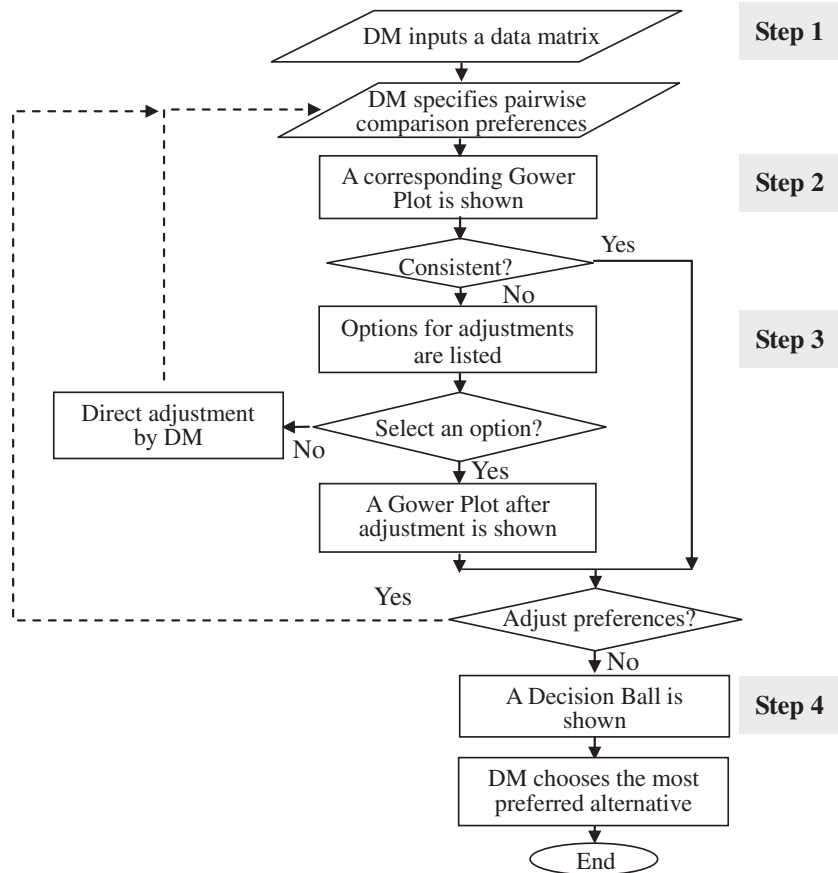 DM inputs a data matrix
Step 1
DM specifies pairwise
comparison preferences
A corresponding Gower
Plot is shown
Step 2
Yes
Consistent?
No
Options for adjustments
are listed
Step 3
Direct adjustment
by DM
Select an option?
No
Yes
A Gower Plot after
adjustment is shown
Yes
Adjust preferences?
No
A Decision Ball is
shown
Step 4
DM chooses the most
preferred alternative
End